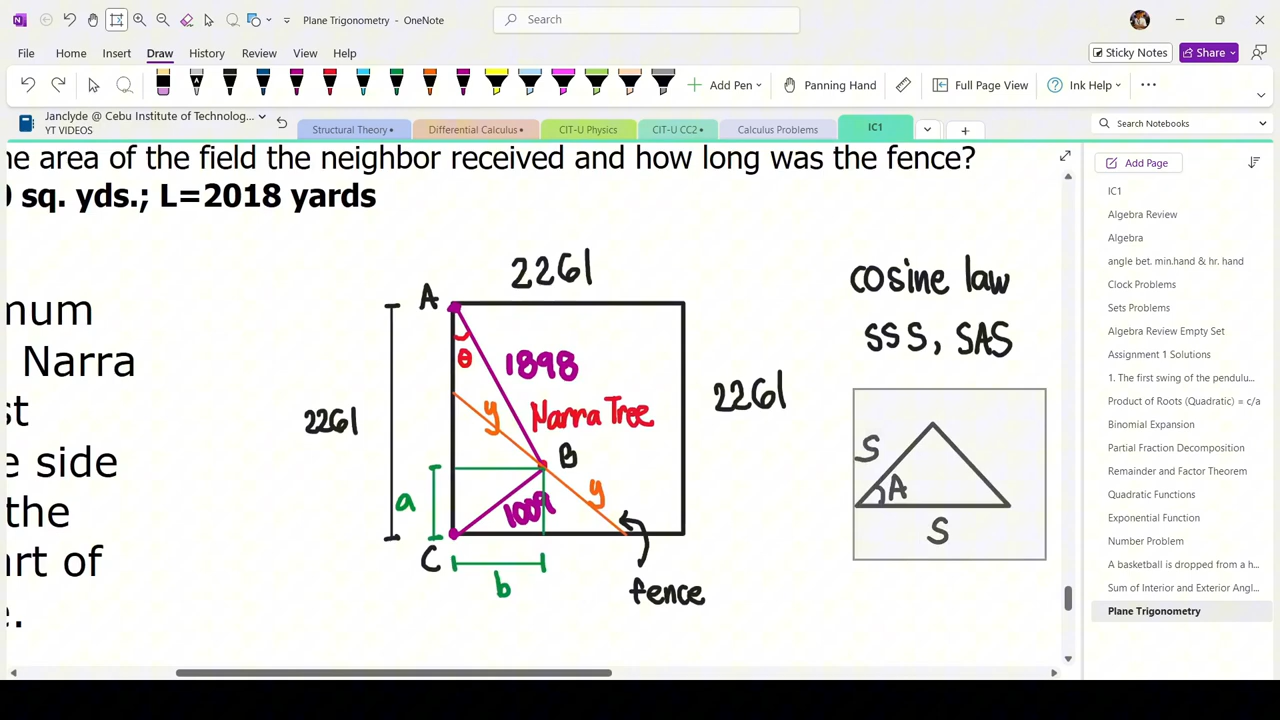 Plane Trigonometry - OneNote
Search
File
Home
Insert
Draw
History
Review
View
Help
Sticky Notes
Share
Add Pen
Panning Hand
Full Page View
Ink Help
Janclyde @ Cebu Institute of Technolog...
YT VIDEOS
Structural Theory
Differential Calculus
CIT-U Physics
CIT-U CC2
Calculus Problems
IC1
Search Notebooks
ne area of the field the neighbor received and how long was the fence?
0 sq. yds.; L=2018 yards
num
Narra
st
e side
the
art of
e.
2261
A
θ
1898
2261
y
Narra Tree
2261
B
y
a
1009
C
b
fence
cosine law
SSS, SAS
S
A
S
Add Page
IC1
Algebra Review
Algebra
angle bet. min.hand & hr. hand
Clock Problems
Sets Problems
Algebra Review Empty Set
Assignment 1 Solutions
1. The first swing of the pendulu...
Product of Roots (Quadratic) = c/a
Binomial Expansion
Partial Fraction Decomposition
Remainder and Factor Theorem
Quadratic Functions
Exponential Function
Number Problem
A basketball is dropped from a h...
Sum of Interior and Exterior Angl...
Plane Trigonometry